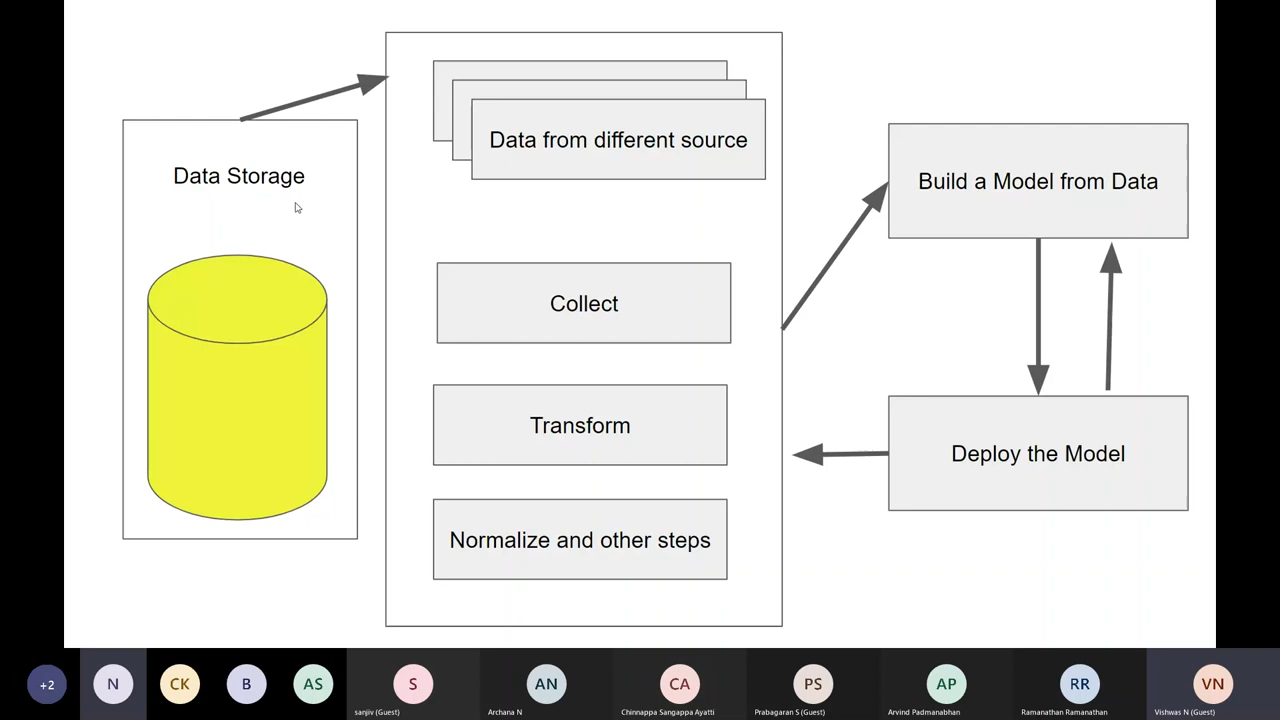 Data Storage
Data from different source
Collect
Transform
Normalize and other steps
Build a Model from Data
Deploy the Model
+2
N
CK
B
AS
S
sanjiv (Guest)
AN
Archana N
CA
Chinnappa Sangappa Ayatti
PS
Prabagaran S (Guest)
AP
Arvind Padmanabhan
RR
Ramanathan Ramanathan
VN
Vishwas N (Guest)